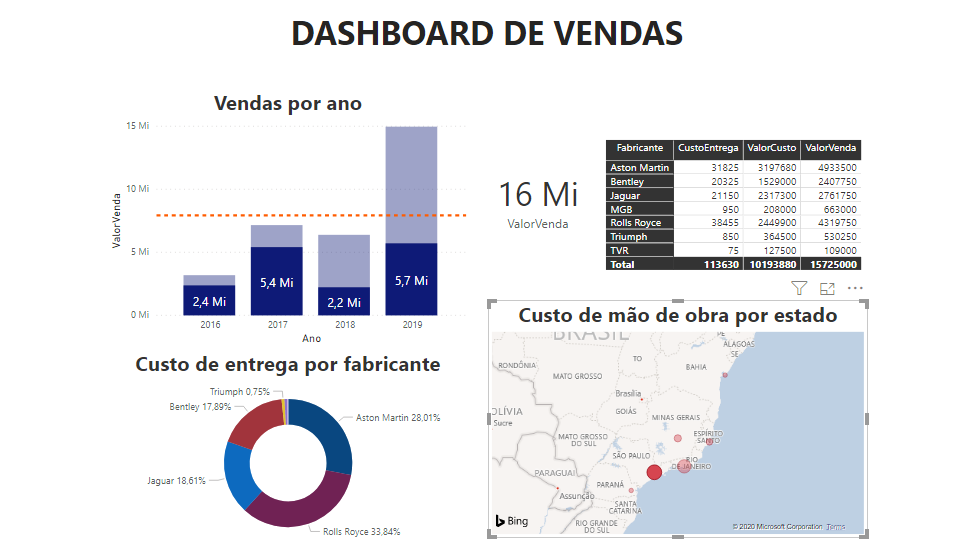 DASHBOARD DE VENDAS
Vendas por ano
15 Mi
10 Mi
5 Mi
0 Mi
ValorVenda
2,4 Mi
5,4 Mi
2,2 Mi
5,7 Mi
2016 2017 2018 2019
Ano
16 Mi
ValorVenda
Fabricante CustoEntrega ValorCusto ValorVenda
Aston Martin 31825 3197680 4933500
Bentley 20325 1529000 2407750
Jaguar 21150 2317300 2761750
MGB 950 208000 663000
Rolls Royce 38455 2449900 4319750
Triumph 850 364500 530250
TVR 75 127500 109000
Total 113630 10193880 15725000
Custo de entrega por fabricante
Triumph 0,75%
Bentley 17,89%
Aston Martin 28,01%
Jaguar 18,61%
Rolls Royce 33,84%
Custo de mão de obra por estado
BRASIL
PE
ALAGOAS
SE
TO
RONDÔNIA
BAHIA
MATO GROSSO
Brasília
GOIÁS
OLÍVIA
Sucre
MINAS GERAIS
MATO GROSSO
DO SUL
ESPÍRITO
SANTO
SÃO PAULO
RIO
DE JANEIRO
PARAGUAI
PARANÁ
Assunção
SANTA
CATARINA
RIO GRANDE
DO SUL
Bing
© 2020 Microsoft Corporation Terms